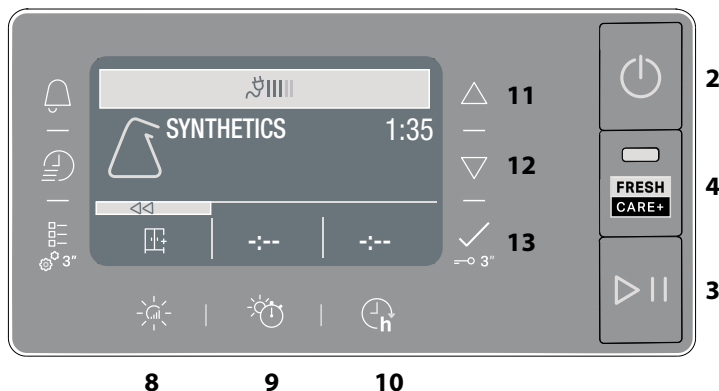 2
SYNTHETICS 1:35
11
12
FRESH
CARE+
4
-:-- -:--
13
3"
3"
3
h
8 9 10